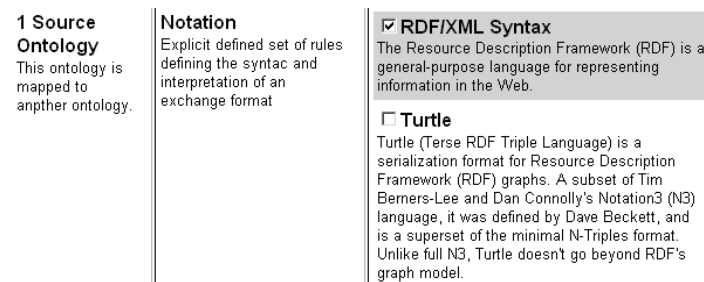 1 Source
Ontology
This ontology is
mapped to
anpther ontology.
Notation
Explicit defined set of rules
defining the syntac and
interpretation of an
exchange format
RDF/XML Syntax
The Resource Description Framework (RDF) is a
general-purpose language for representing
information in the Web.
Turtle
Turtle (Terse RDF Triple Language) is a
serialization format for Resource Description
Framework (RDF) graphs. A subset of Tim
Berners-Lee and Dan Connolly's Notation3 (N3)
language, it was defined by Dave Beckett, and
is a superset of the minimal N-Triples format.
Unlike full N3, Turtle doesn't go beyond RDF's
graph model.